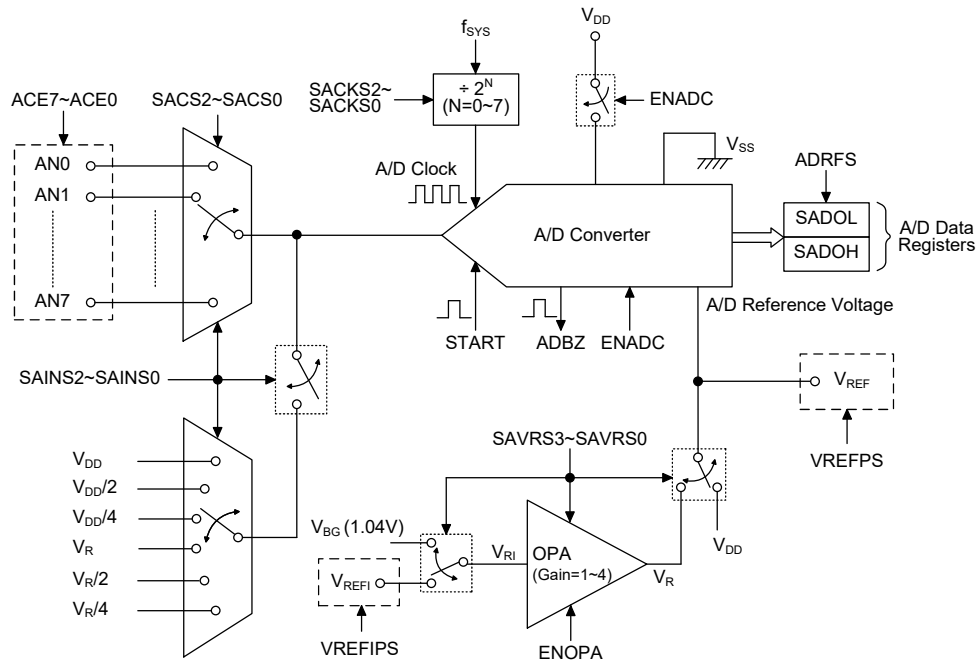 V_DD
f_SYS
ACE7~ACE0
SACS2~SACS0
SACKS2~
SACKS0
÷ 2^N
(N=0~7)
ENADC
AN0
AN1
AN7
A/D Clock
V_SS
ADRFS
A/D Converter
SADOL
SADOH
A/D Data
Registers
START
ADBZ
ENADC
A/D Reference Voltage
SAINS2~SAINS0
V_REF
VREFPS
SAVRS3~SAVRS0
V_DD
V_DD/2
V_DD/4
V_R
V_R/2
V_R/4
V_BG (1.04V)
V_REFI
VREFIPS
V_RI
OPA
(Gain=1~4)
V_R
V_DD
ENOPA